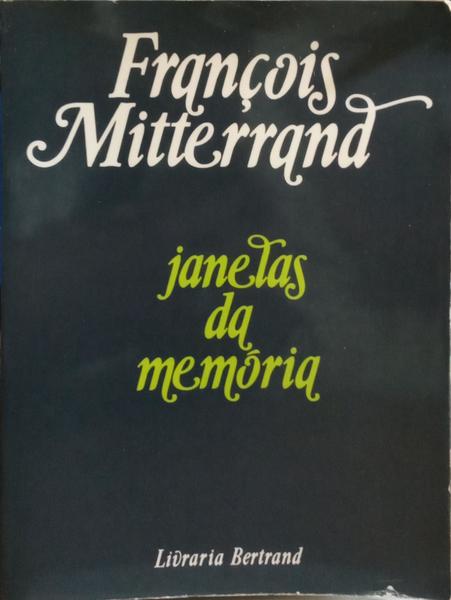 François
Mitterrand
janelas
da
memória
Livraria Bertrand